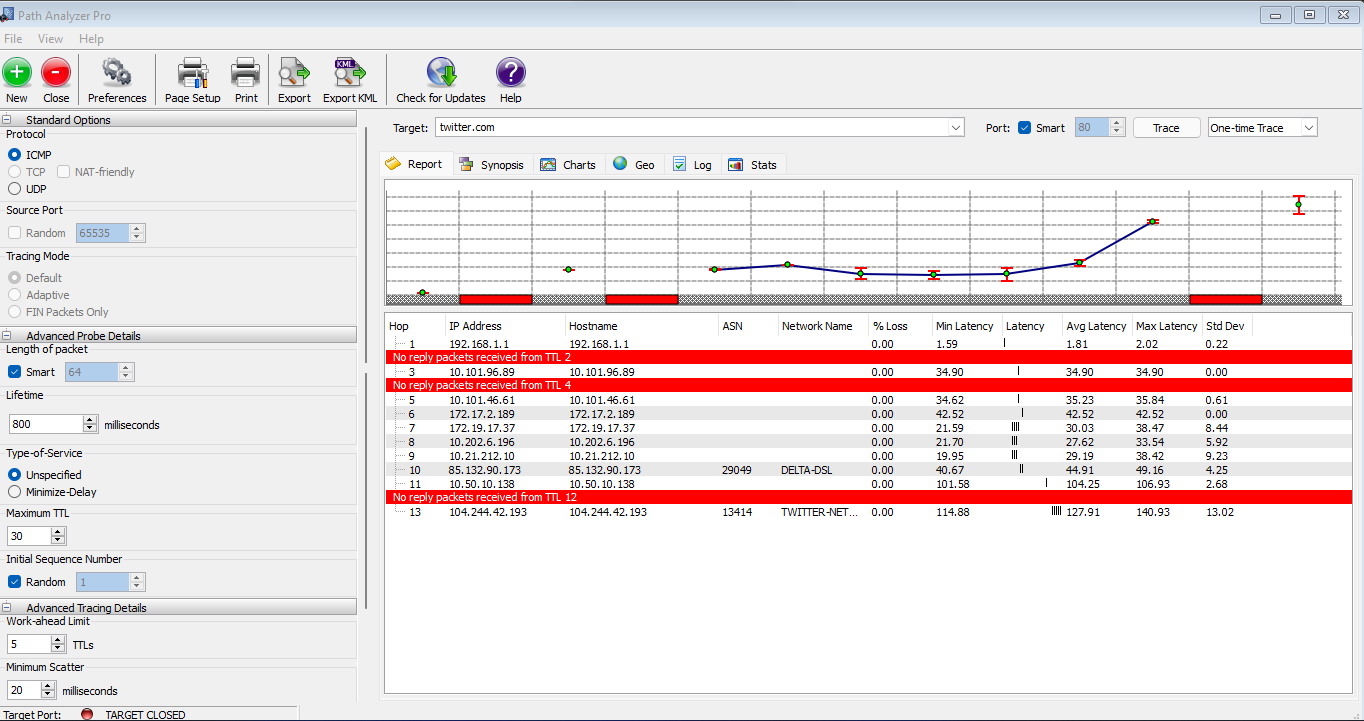 Path Analyzer Pro
File View Help
New Close Preferences Page Setup Print Export KML Export KML Check for Updates Help
Standard Options
Protocol
ICMP
TCP NAT-friendly
UDP
Source Port
Random 65535
Tracing Mode
Default
Adaptive
FIN Packets Only
Advanced Probe Details
Length of packet
Smart 64
Lifetime
800 milliseconds
Type-of-Service
Unspecified
Minimize-Delay
Maximum TTL
30
Initial Sequence Number
Random 1
Advanced Tracing Details
Work-ahead Limit
5 TTLs
Minimum Scatter
20 milliseconds
Target Port: TARGET CLOSED
Target: twitter.com Port: Smart 80 Trace One-time Trace
Report Synopsis Charts Geo Log Stats
Hop IP Address Hostname ASN Network Name % Loss Min Latency Latency Avg Latency Max Latency Std Dev
1 192.168.1.1 192.168.1.1 0.00 1.59 1.81 2.02 0.22
No reply packets received from TTL 2
3 10.101.96.89 10.101.96.89 0.00 34.90 34.90 34.90 0.00
No reply packets received from TTL 4
5 10.101.46.61 10.101.46.61 0.00 34.62 35.23 35.84 0.61
6 172.17.2.189 172.17.2.189 0.00 42.52 42.52 42.52 0.00
7 172.19.17.37 172.19.17.37 0.00 21.59 30.03 38.47 8.44
8 10.202.6.196 10.202.6.196 0.00 21.70 27.62 33.54 5.92
9 10.21.212.10 10.21.212.10 0.00 19.95 29.19 38.42 9.23
10 85.132.90.173 85.132.90.173 29049 DELTA-DSL 0.00 40.67 44.91 49.16 4.25
11 10.50.10.138 10.50.10.138 0.00 101.58 104.25 106.93 2.68
No reply packets received from TTL 12
13 104.244.42.193 104.244.42.193 13414 TWITTER-NET... 0.00 114.88 127.91 140.93 13.02